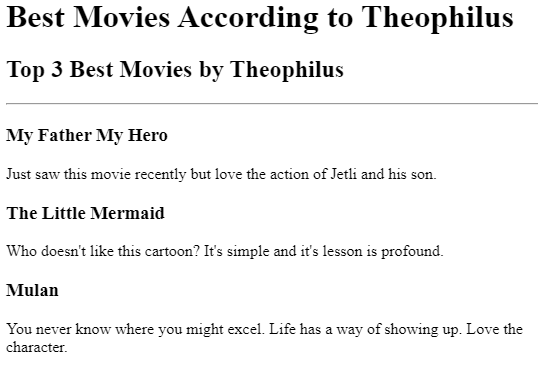 Best Movies According to Theophilus
Top 3 Best Movies by Theophilus
My Father My Hero
Just saw this movie recently but love the action of Jetli and his son.
The Little Mermaid
Who doesn't like this cartoon? It's simple and it's lesson is profound.
Mulan
You never know where you might excel. Life has a way of showing up. Love the
character.